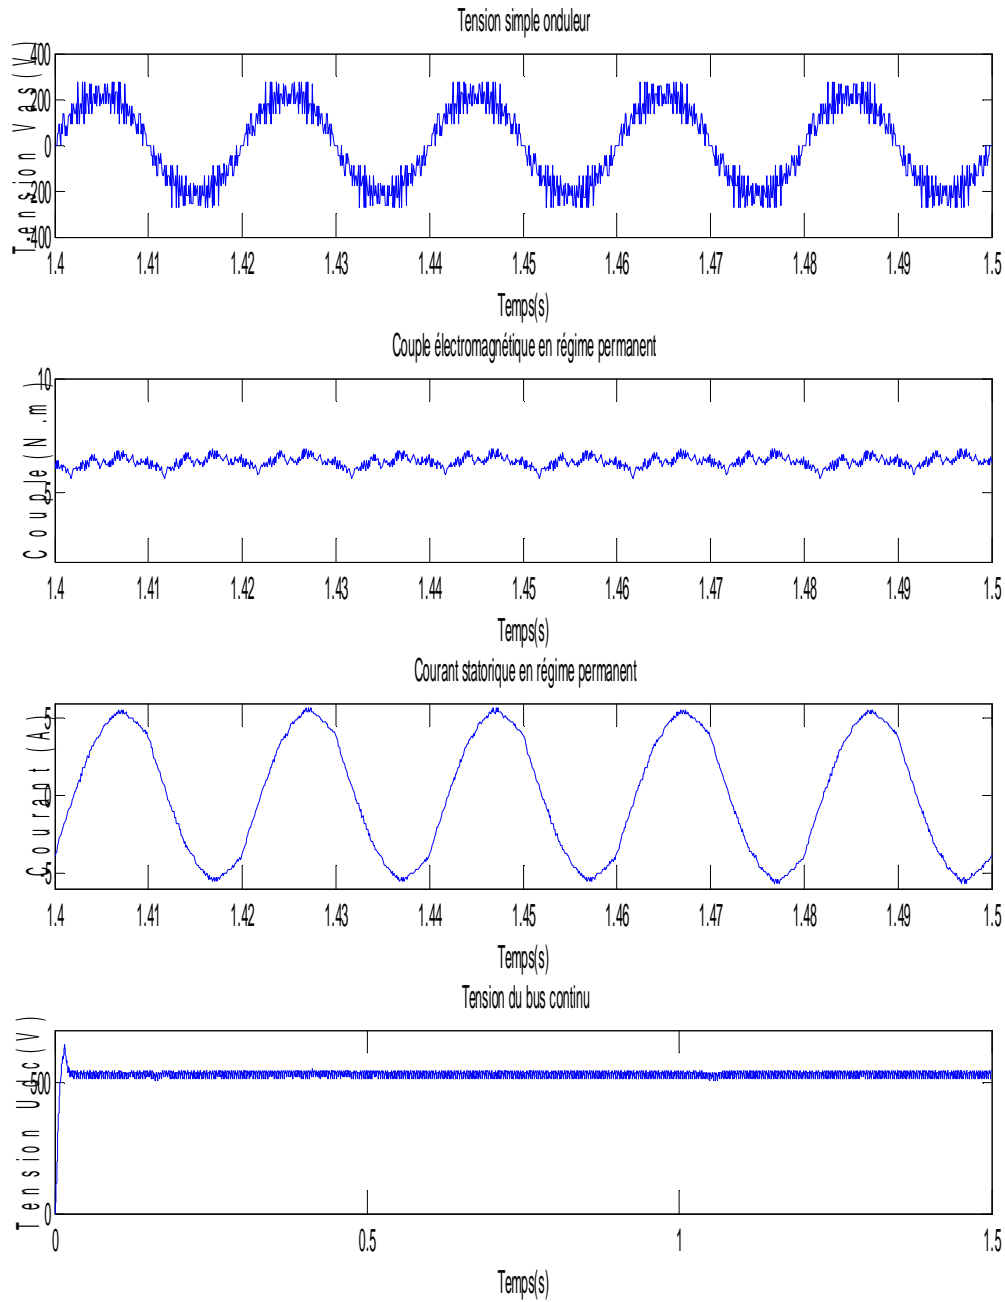 Tension simple onduleur
Tension Vas(V)
400
200
0
-200
-400
1.4 1.41 1.42 1.43 1.44 1.45 1.46 1.47 1.48 1.49 1.5
Temps(s)
Couple électromagnétique en régime permanent
Couple(N.m)
10
5
1.4 1.41 1.42 1.43 1.44 1.45 1.46 1.47 1.48 1.49 1.5
Temps(s)
Courant statorique en régime permanent
Courant(A)
5
0
-5
1.4 1.41 1.42 1.43 1.44 1.45 1.46 1.47 1.48 1.49 1.5
Temps(s)
Tension du bus continu
Tension Udc(V)
500
0
0 0.5 1 1.5
Temps(s)